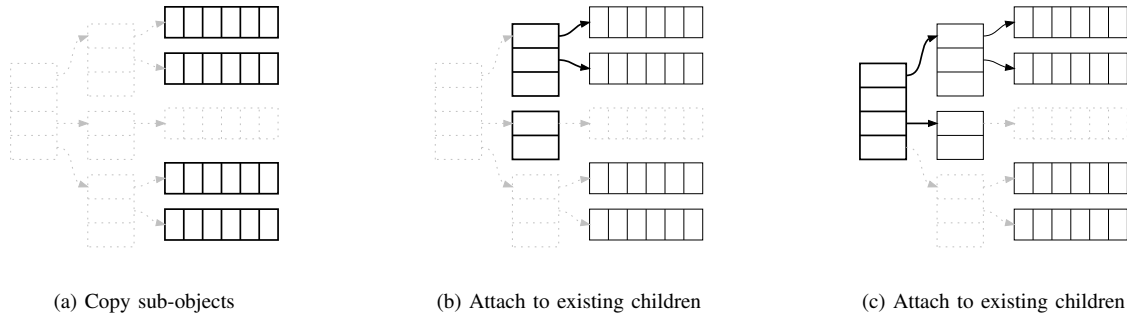 (a) Copy sub-objects
(b) Attach to existing children
(c) Attach to existing children